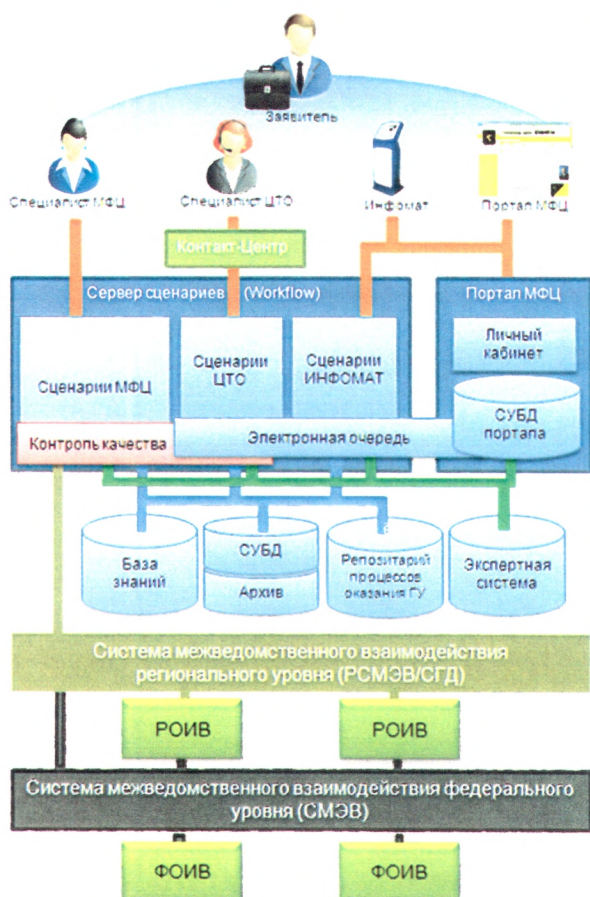 Заявитель
Специалист МФЦ
Специалист ЦТО
Инфомат
Портал МФЦ
Контакт-Центр
Сервер сценариев (Workflow)
Портал МФЦ
Сценарии МФЦ
Сценарии
ЦТО
Сценарии
ИНФОМАТ
Личный
кабинет
СУБД
портала
Контроль качества
Электронная очередь
База
знаний
СУБД
Архив
Репозитарий
процессов
оказания ГУ
Экспертная
система
Система межведомственного взаимодействия
регионального уровня (РСМЭВ/СГД)
РОИВ
РОИВ
Система межведомственного взаимодействия федерального
уровня (СМЭВ)
ФОИВ
ФОИВ